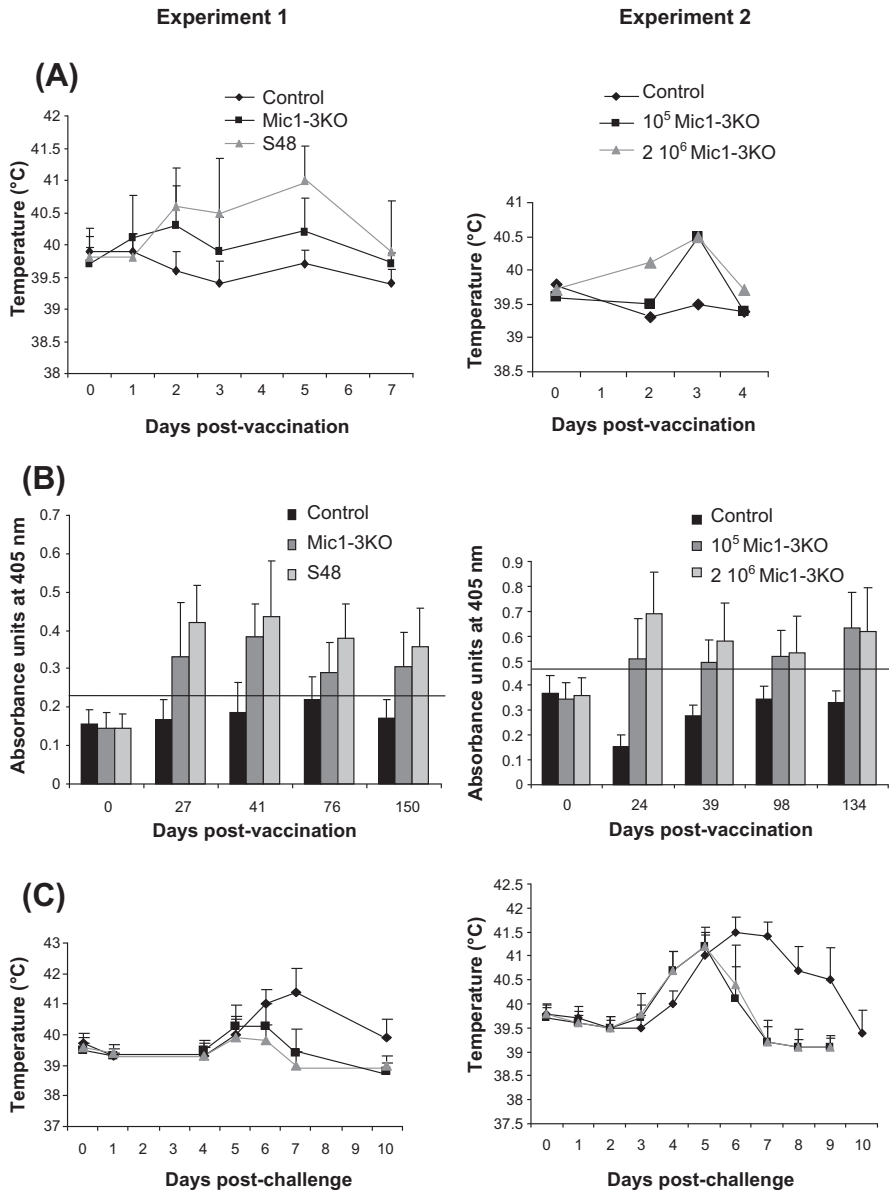 Experiment 1
Experiment 2
(A)
Control
Mic1-3KO
S48
Temperature (°C)
42
41.5
41
40.5
40
39.5
39
38.5
38
0 1 2 3 4 5 6 7
Days post-vaccination
Control
10⁵ Mic1-3KO
2 10⁶ Mic1-3KO
Temperature (°C)
41
40.5
40
39.5
39
38.5
0 1 2 3 4
Days post-vaccination
(B)
Control
Mic1-3KO
S48
Absorbance units at 405 nm
0.7
0.6
0.5
0.4
0.3
0.2
0.1
0
0 27 41 76 150
Days post-vaccination
Control
10⁵ Mic1-3KO
2 10⁶ Mic1-3KO
Absorbance units at 405 nm
0.9
0.8
0.7
0.6
0.5
0.4
0.3
0.2
0.1
0
0 24 39 98 134
Days post-vaccination
(C)
Temperature (°C)
43
42
41
40
39
38
37
0 1 2 3 4 5 6 7 8 9 10
Days post-challenge
Temperature (°C)
42.5
42
41.5
41
40.5
40
39.5
39
38.5
38
37.5
0 1 2 3 4 5 6 7 8 9 10
Days post-challenge